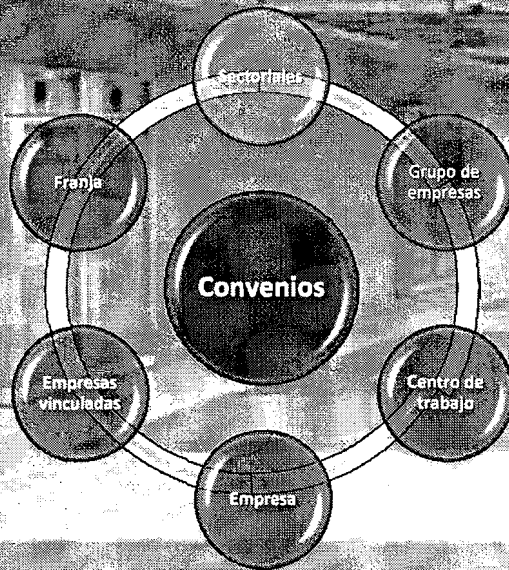 Sectoriales
Grupo de
empresas
Centro de
trabajo
Empresa
Empresas
vinculadas
Franja
Convenios